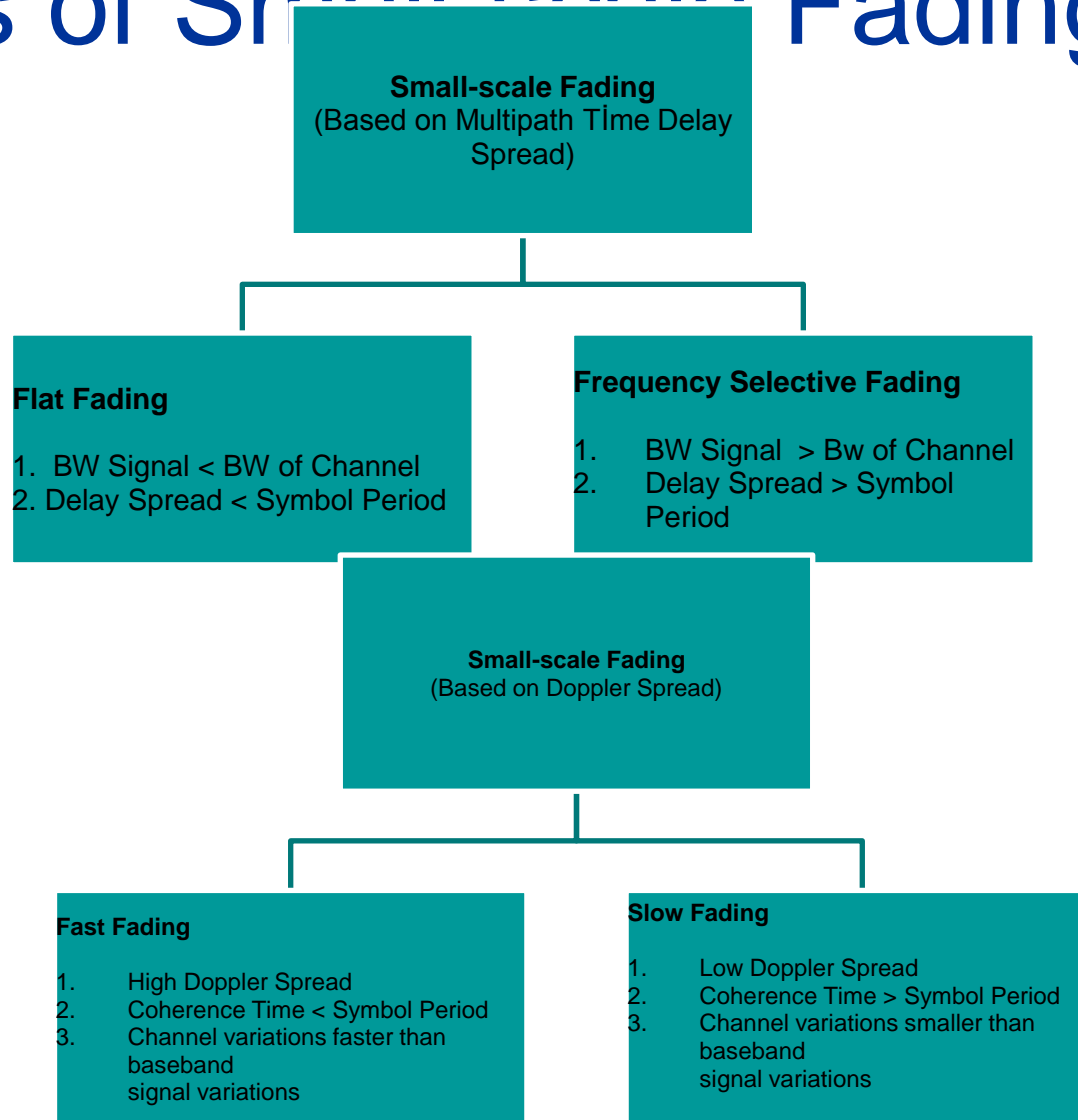 of Fading
Small-scale Fading
(Based on Multipath Tİme Delay
Spread)
Flat Fading
1. BW Signal < BW of Channel
2. Delay Spread < Symbol Period
Frequency Selective Fading
1. BW Signal > Bw of Channel
2. Delay Spread > Symbol
Period
Small-scale Fading
(Based on Doppler Spread)
Fast Fading
1. High Doppler Spread
2. Coherence Time < Symbol Period
3. Channel variations faster than
baseband
signal variations
Slow Fading
1. Low Doppler Spread
2. Coherence Time > Symbol Period
3. Channel variations smaller than
baseband
signal variations